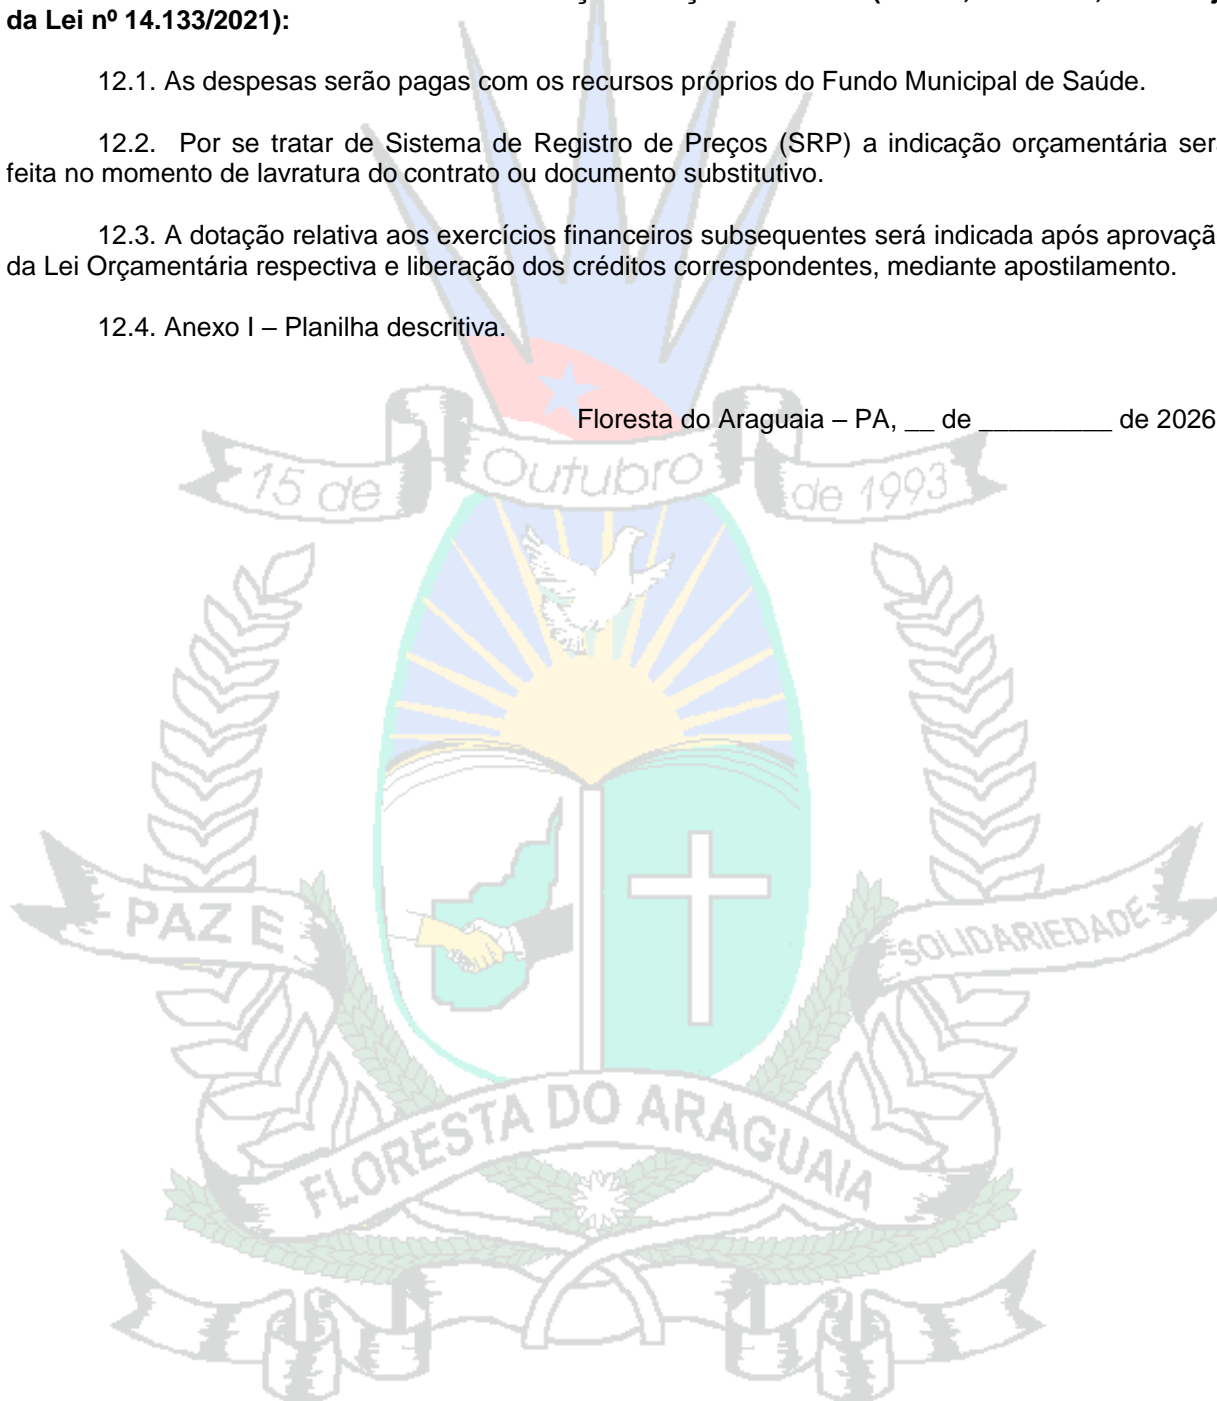 da Lei nº 14.133/2021):
12.1. As despesas serão pagas com os recursos próprios do Fundo Municipal de Saúde.
12.2. Por se tratar de Sistema de Registro de Preços (SRP) a indicação orçamentária ser
feita no momento de lavratura do contrato ou documento substitutivo.
12.3. A dotação relativa aos exercícios financeiros subsequentes será indicada após aprovaçã
da Lei Orçamentária respectiva e liberação dos créditos correspondentes, mediante apostilamento.
12.4. Anexo I – Planilha descritiva.
Floresta do Araguaia – PA, __ de _________ de 2026
15 de Outubro de 1993
PAZ E SOLIDARIEDADE
FLORESTA DO ARAGUAIA